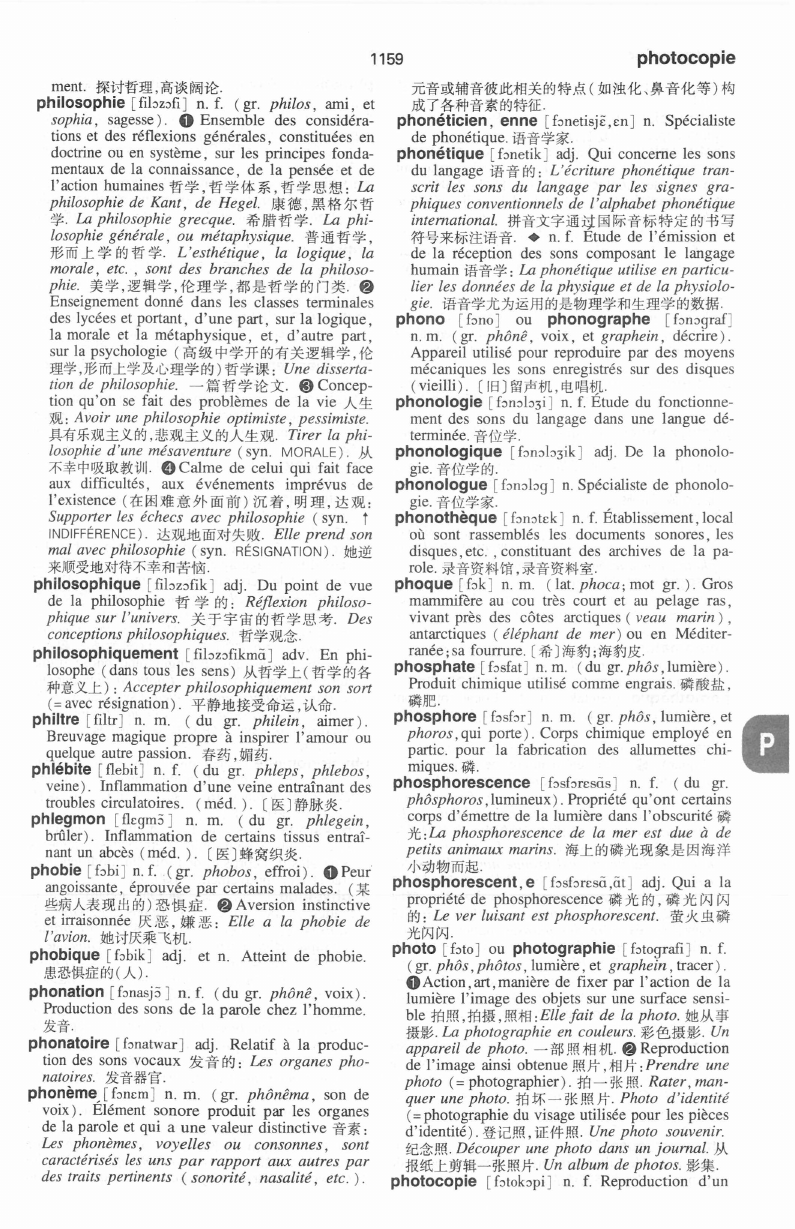 1159
photocopie
ment. 探讨哲理,高谈阔论.
philosophie [filɔzɔfi] n. f. (gr. philos, ami, et
sophia, sagesse). ❶ Ensemble des considéra-
tions et des réflexions générales, constituées en
doctrine ou en système, sur les principes fonda-
mentaux de la connaissance, de la pensée et de
l'action humaines 哲学,哲学体系,哲学思想: La
philosophie de Kant, de Hegel. 康德,黑格尔哲
学. La philosophie grecque. 希腊哲学. La phi-
losophie générale, ou métaphysique. 普通哲学,
形而上学的哲学. L'esthétique, la logique, la
morale, etc. , sont des branches de la philoso-
phie. 美学,逻辑学,伦理学,都是哲学的门类. ❷
Enseignement donné dans les classes terminales
des lycées et portant, d'une part, sur la logique,
la morale et la métaphysique, et, d'autre part,
sur la psychologie (高级中学开的有关逻辑学,伦
理学,形而上学及心理学的)哲学课: Une disserta-
tion de philosophie. 一篇哲学论文. ❸ Concep-
tion qu'on se fait des problèmes de la vie 人生
观: Avoir une philosophie optimiste, pessimiste.
具有乐观主义的,悲观主义的人生观. Tirer la phi-
losophie d'une mésaventure (syn. MORALE). 从
不幸中吸取教训. ❹ Calme de celui qui fait face
aux difficultés, aux événements imprévus de
l'existence (在困难意外面前)沉着,明理,达观:
Supporter les échecs avec philosophie (syn. ↑
INDIFFÉRENCE). 达观地面对失败. Elle prend son
mal avec philosophie (syn. RÉSIGNATION). 她逆
来顺受地对待不幸和苦恼.
philosophique [filɔzɔfik] adj. Du point de vue
de la philosophie 哲学的: Réflexion philoso-
phique sur l'univers. 关于宇宙的哲学思考. Des
conceptions philosophiques. 哲学观念.
philosophiquement [filɔzɔfikmɑ̃] adv. En phi-
losophe (dans tous les sens) 从哲学上(哲学的各
种意义上): Accepter philosophiquement son sort
(= avec résignation). 平静地接受命运,认命.
philtre [filtr] n. m. (du gr. philein, aimer).
Breuvage magique propre à inspirer l'amour ou
quelque autre passion. 春药,媚药.
phlébite [flebit] n. f. (du gr. phleps, phlebos,
veine). Inflammation d'une veine entraînant des
troubles circulatoires. (méd. ). [医]静脉炎.
phlegmon [flɛgmɔ̃] n. m. (du gr. phlegein,
brûler). Inflammation de certains tissus entraî-
nant un abcès (méd. ). [医]蜂窝织炎.
phobie [fɔbi] n. f. (gr. phobos, effroi). ❶ Peur
angoissante, éprouvée par certains malades. (某
些病人表现出的)恐惧症. ❷ Aversion instinctive
et irraisonnée 厌恶,嫌恶: Elle a la phobie de
l'avion. 她讨厌乘飞机.
phobique [fɔbik] adj. et n. Atteint de phobie.
患恐惧症的(人).
phonation [fɔnasjɔ̃] n. f. (du gr. phônê, voix).
Production des sons de la parole chez l'homme.
发音.
phonatoire [fɔnatwar] adj. Relatif à la produc-
tion des sons vocaux 发音的: Les organes pho-
natoires. 发音器官.
phonème [fɔnɛm] n. m. (gr. phônêma, son de
voix). Élément sonore produit par les organes
de la parole et qui a une valeur distinctive 音素:
Les phonèmes, voyelles ou consonnes, sont
caractérisés les uns par rapport aux autres par
des traits pertinents (sonorité, nasalité, etc. ).
元音或辅音彼此相关的特点(如浊化、鼻音化等)构
成了各种音素的特征.
phonéticien, enne [fɔnetisjɛ̃,ɛn] n. Spécialiste
de phonétique. 语音学家.
phonétique [fɔnetik] adj. Qui concerne les sons
du langage 语音的: L'écriture phonétique tran-
scrit les sons du langage par les signes gra-
phiques conventionnels de l'alphabet phonétique
international. 拼音文字通过国际音标特定的书写
符号来标注语音. ◆ n. f. Étude de l'émission et
de la réception des sons composant le langage
humain 语音学: La phonétique utilise en particu-
lier les données de la physique et de la physiolo-
gie. 语音学尤为运用的是物理学和生理学的数据.
phono [fɔno] ou phonographe [fɔnɔgraf]
n. m. (gr. phônê, voix, et graphein, décrire).
Appareil utilisé pour reproduire par des moyens
mécaniques les sons enregistrés sur des disques
(vieilli). [旧]留声机,电唱机.
phonologie [fɔnɔlɔʒi] n. f. Étude du fonctionne-
ment des sons du langage dans une langue dé-
terminée. 音位学.
phonologique [fɔnɔlɔʒik] adj. De la phonolo-
gie. 音位学的.
phonologue [fɔnɔlɔg] n. Spécialiste de phonolo-
gie. 音位学家.
phonothèque [fɔnɔtɛk] n. f. Établissement, local
où sont rassemblés les documents sonores, les
disques, etc. , constituant des archives de la pa-
role. 录音资料馆,录音资料室.
phoque [fɔk] n. m. (lat. phoca; mot gr. ). Gros
mammifère au cou très court et au pelage ras,
vivant près des côtes arctiques (veau marin),
antarctiques (éléphant de mer) ou en Méditer-
ranée; sa fourrure. [希]海豹;海豹皮.
phosphate [fɔsfat] n. m. (du gr. phôs, lumière).
Produit chimique utilisé comme engrais. 磷酸盐,
磷肥.
phosphore [fɔsfɔr] n. m. (gr. phôs, lumière, et
phoros, qui porte). Corps chimique employé en
partic. pour la fabrication des allumettes chi-
miques. 磷.
phosphorescence [fɔsfɔrɛsɑ̃s] n. f. (du gr.
phôsphoros, lumineux). Propriété qu'ont certains
corps d'émettre de la lumière dans l'obscurité 磷
光: La phosphorescence de la mer est due à de
petits animaux marins. 海上的磷光现象是因海洋
小动物而起.
phosphorescent, e [fɔsfɔrɛsɑ̃,ɑ̃t] adj. Qui a la
propriété de phosphorescence 磷光的,磷光闪闪
的: Le ver luisant est phosphorescent. 萤火虫磷
光闪闪.
photo [fɔto] ou photographie [fɔtɔgrafi] n. f.
(gr. phôs, phôtos, lumière, et graphein, tracer).
❶ Action, art, manière de fixer par l'action de la
lumière l'image des objets sur une surface sensi-
ble 拍照,拍摄,照相: Elle fait de la photo. 她从事
摄影. La photographie en couleurs. 彩色摄影. Un
appareil de photo. 一部照相机. ❷ Reproduction
de l'image ainsi obtenue 照片,相片: Prendre une
photo (= photographier). 拍一张照. Rater, man-
quer une photo. 拍坏一张照片. Photo d'identité
(= photographie du visage utilisée pour les pièces
d'identité). 登记照,证件照. Une photo souvenir.
纪念照. Découper une photo dans un journal. 从
报纸上剪辑一张照片. Un album de photos. 影集.
photocopie [fɔtokɔpi] n. f. Reproduction d'un
P